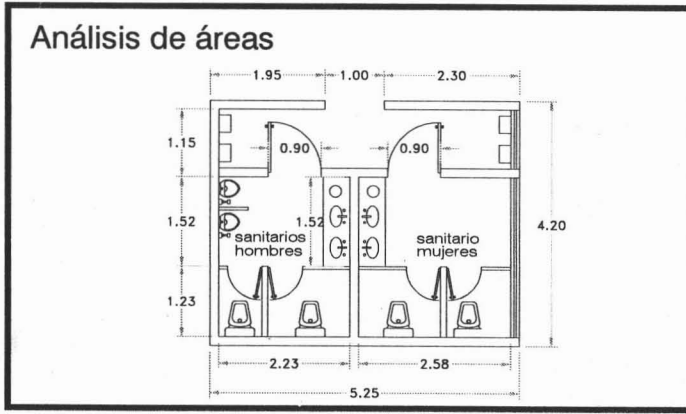 Análisis de áreas
1.95 1.00 2.30
1.15 0.90 0.90
1.52 1.52 4.20
sanitarios
hombres
sanitario
mujeres
1.23
2.23 2.58
5.25